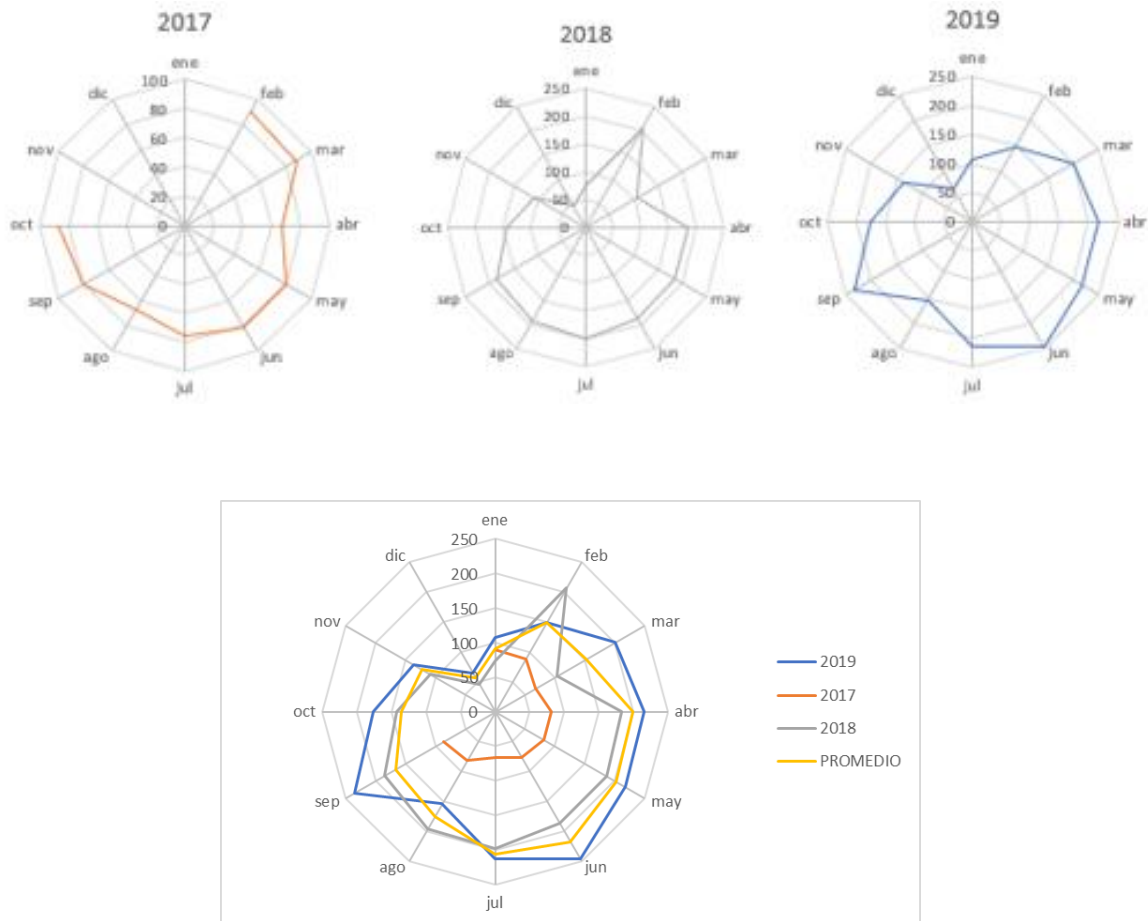 2017
ene
feb
mar
abr
may
jun
jul
ago
sep
oct
nov
dic
100
80
60
40
20
0
2018
ene
feb
mar
abr
may
jun
jul
ago
sep
oct
nov
dic
250
200
150
100
50
0
2019
ene
feb
mar
abr
may
jun
jul
ago
sep
oct
nov
dic
250
200
150
100
50
0
ene
feb
mar
abr
may
jun
jul
ago
sep
oct
nov
dic
250
200
150
100
50
0
2019
2017
2018
PROMEDIO